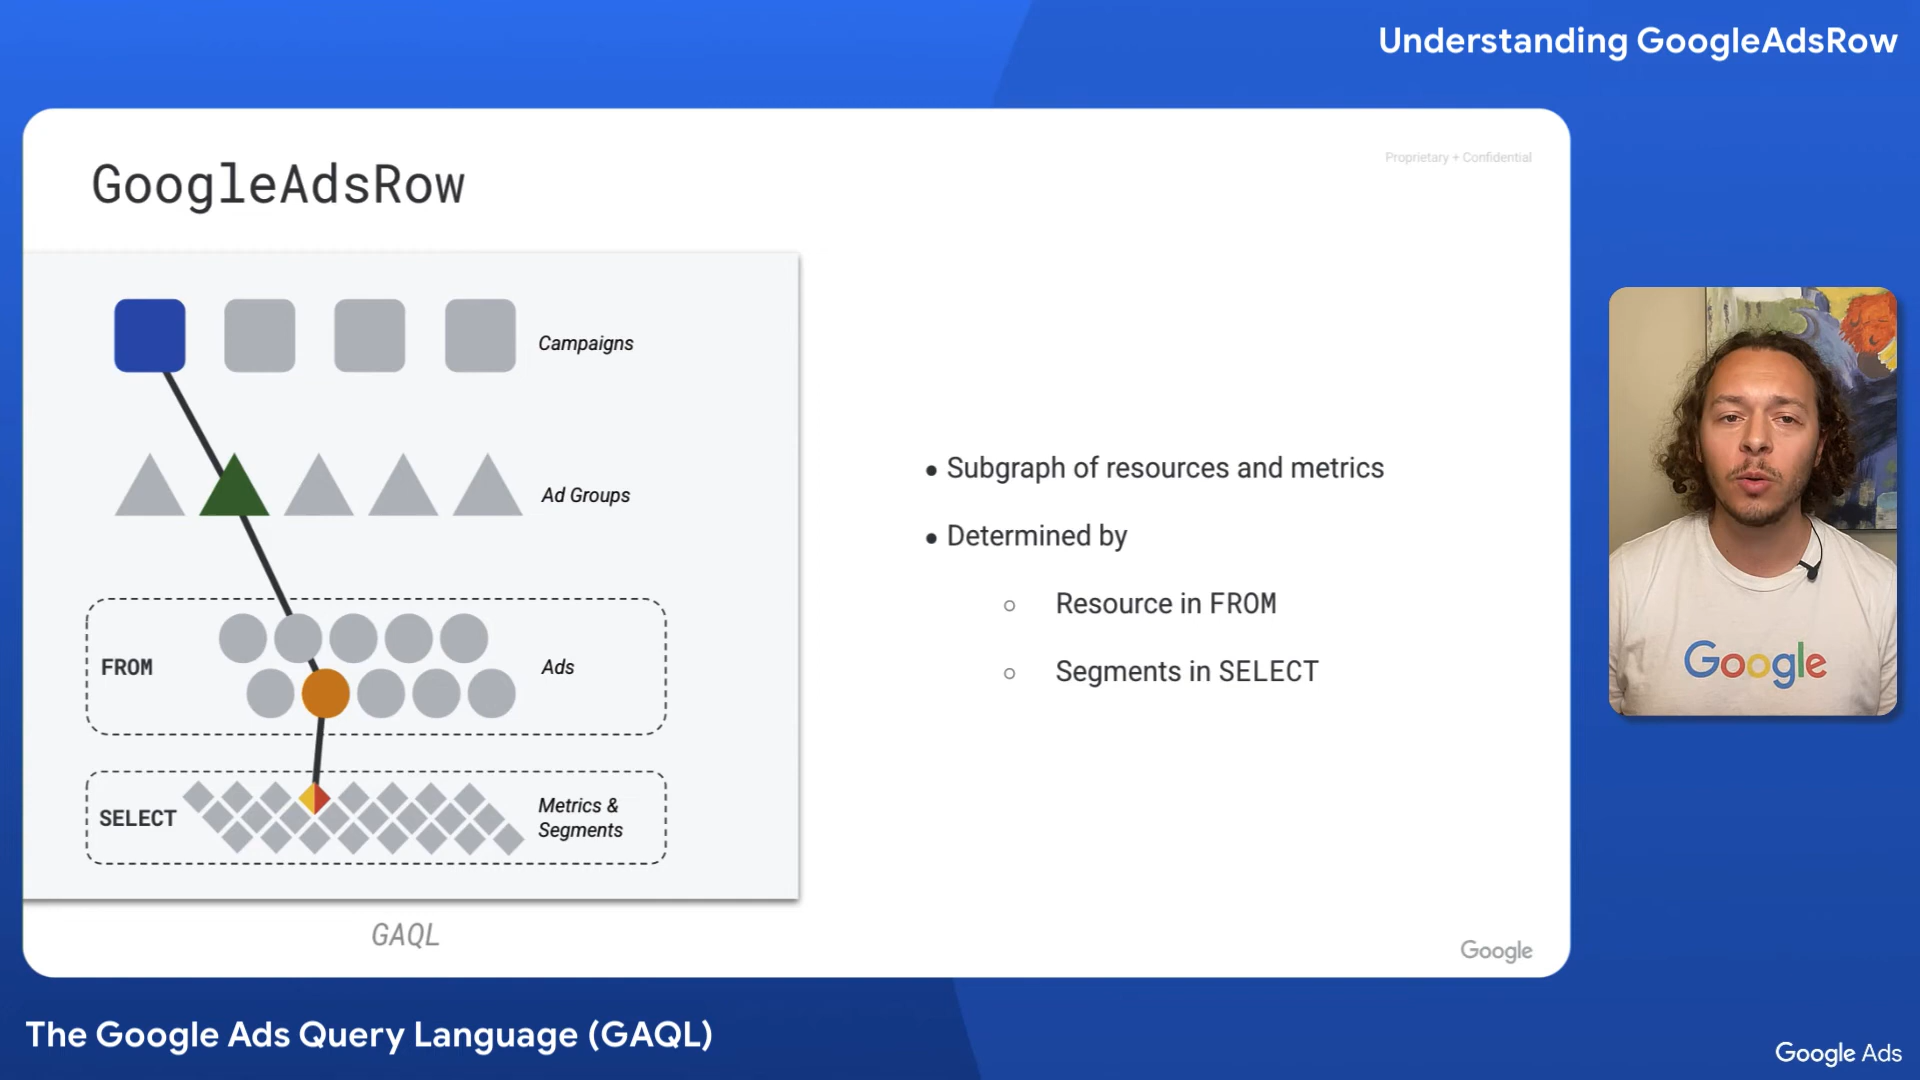 Understanding GoogleAdsRow
Proprietary + Confidential
GoogleAdsRow
Campaigns
Ad Groups
FROM
Ads
SELECT
Metrics &
Segments
GAQL
• Subgraph of resources and metrics
• Determined by
○ Resource in FROM
○ Segments in SELECT
Google
Google
The Google Ads Query Language (GAQL)
Google Ads